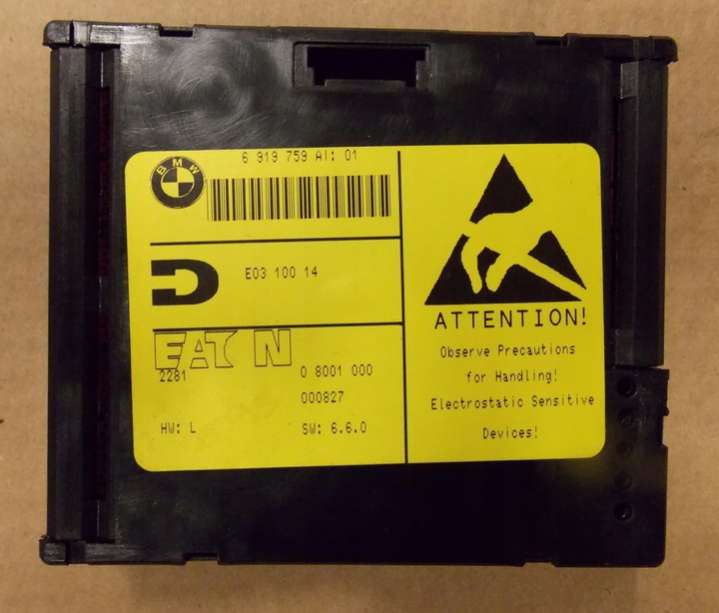 BMW
6 919 759 AI: 01
E03 100 14
EATON
2281
0 8001 000
000827
HW: L
SW: 6.6.0
ATTENTION!
Observe Precautions
for Handling!
Electrostatic Sensitive
Devices!